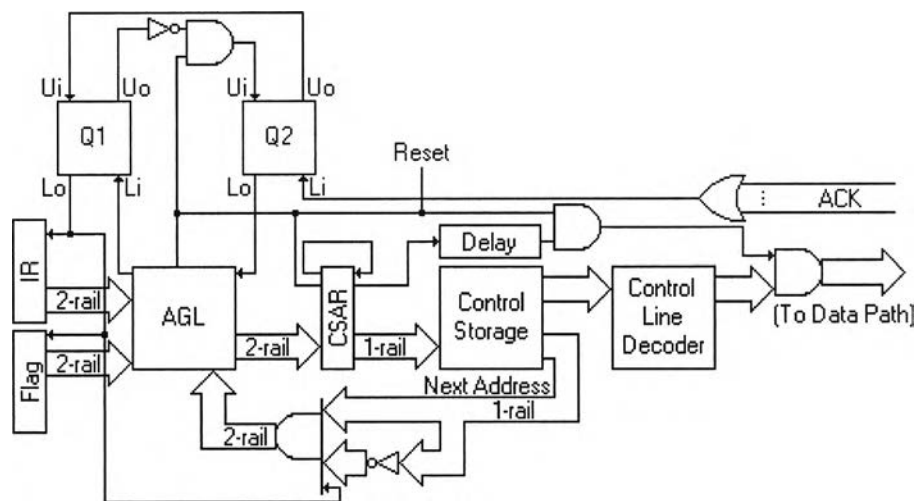 Ui Uo Ui Uo
Q1 Q2
Lo Li Lo Li
Reset
ACK
IR
2-rail
AGL
2-rail
CSAR
1-rail
Delay
Control
Storage
Control
Line
Decoder
(To Data Path)
Flag
2-rail
Next Address
1-rail
2-rail